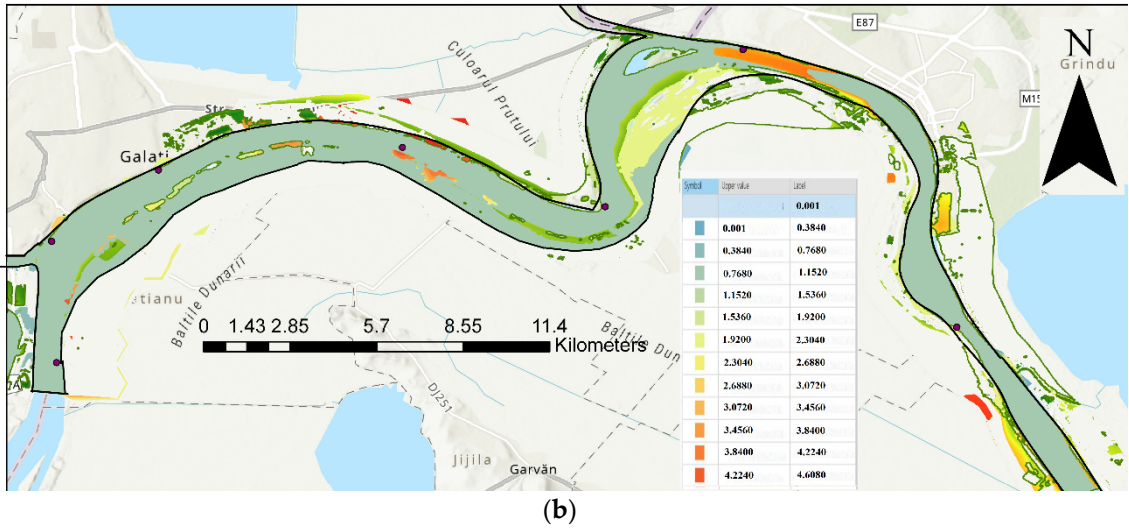 E87
N
Grindu
Culoarul Prutului
M15
Str
Galați
Symbol Upper value Label
0.001
0.001 0.3840
0.3840 0.7680
0.7680 1.1520
1.1520 1.5360
1.5360 1.9200
1.9200 2.3040
2.3040 2.6880
2.6880 3.0720
3.0720 3.4560
3.4560 3.8400
3.8400 4.2240
4.2240 4.6080
tianu
Baltile Dunarii
Baltile Dun
0 1.43 2.85 5.7 8.55 11.4
Kilometers
DJ251
Jijila
Garvăn
(b)